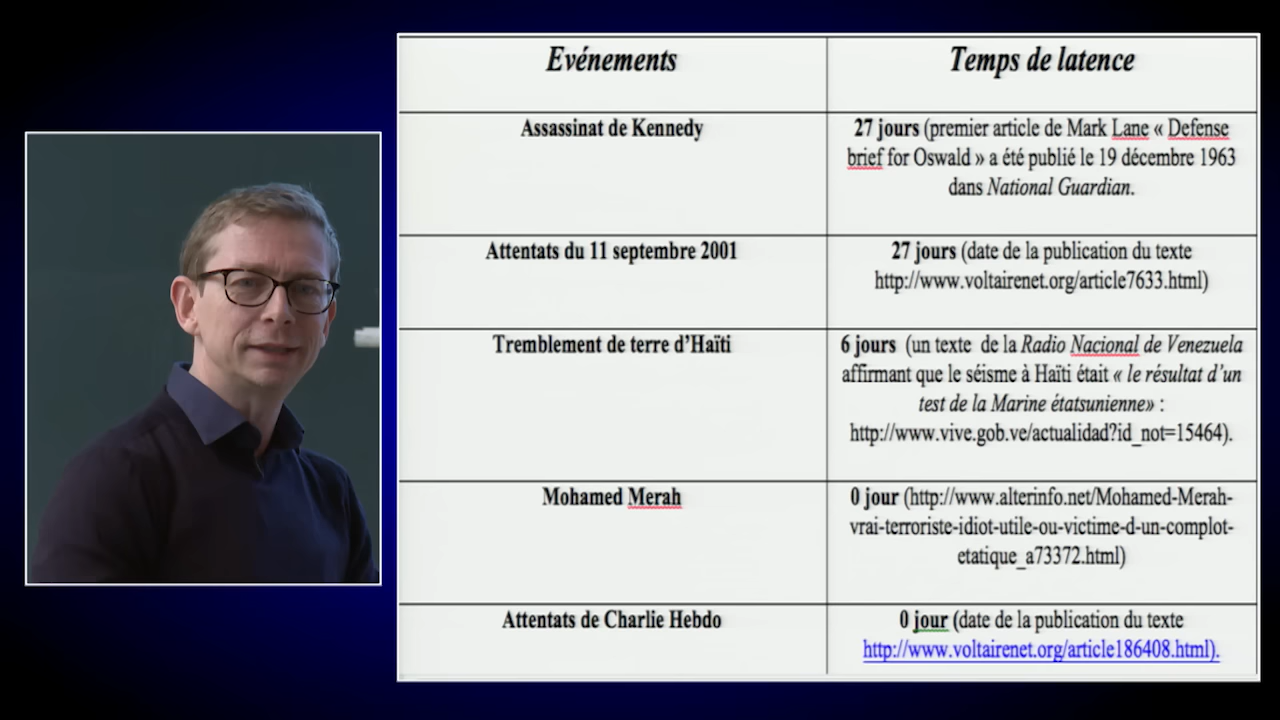 Evénements
Temps de latence
Assassinat de Kennedy
27 jours (premier article de Mark Lane « Defense
brief for Oswald » a été publié le 19 décembre 1963
dans National Guardian.
Attentats du 11 septembre 2001
27 jours (date de la publication du texte
http://www.voltairenet.org/article7633.html)
Tremblement de terre d’Haïti
6 jours (un texte de la Radio Nacional de Venezuela
affirmant que le séisme à Haïti était « le résultat d’un
test de la Marine étatsunienne» :
http://www.vive.gob.ve/actualidad?id_not=15464).
Mohamed Merah
0 jour (http://www.alterinfo.net/Mohamed-Merah-
vrai-terroriste-idiot-utile-ou-victime-d-un-complot-
etatique_a73372.html)
Attentats de Charlie Hebdo
0 jour (date de la publication du texte
http://www.voltairenet.org/article186408.html).